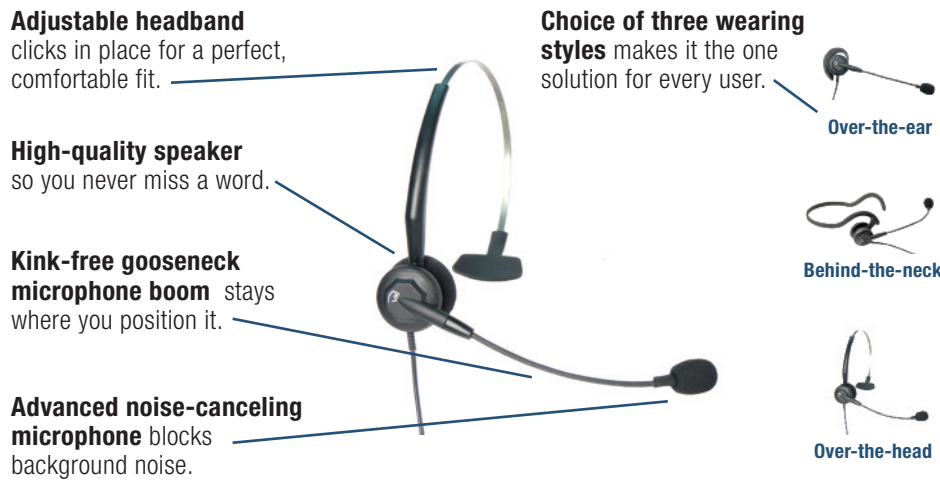 Adjustable headband
clicks in place for a perfect,
comfortable fit.
High-quality speaker
so you never miss a word.
Kink-free gooseneck
microphone boom stays
where you position it.
Advanced noise-canceling
microphone blocks
background noise.
Choice of three wearing
styles makes it the one
solution for every user.
Over-the-ear
Behind-the-neck
Over-the-head